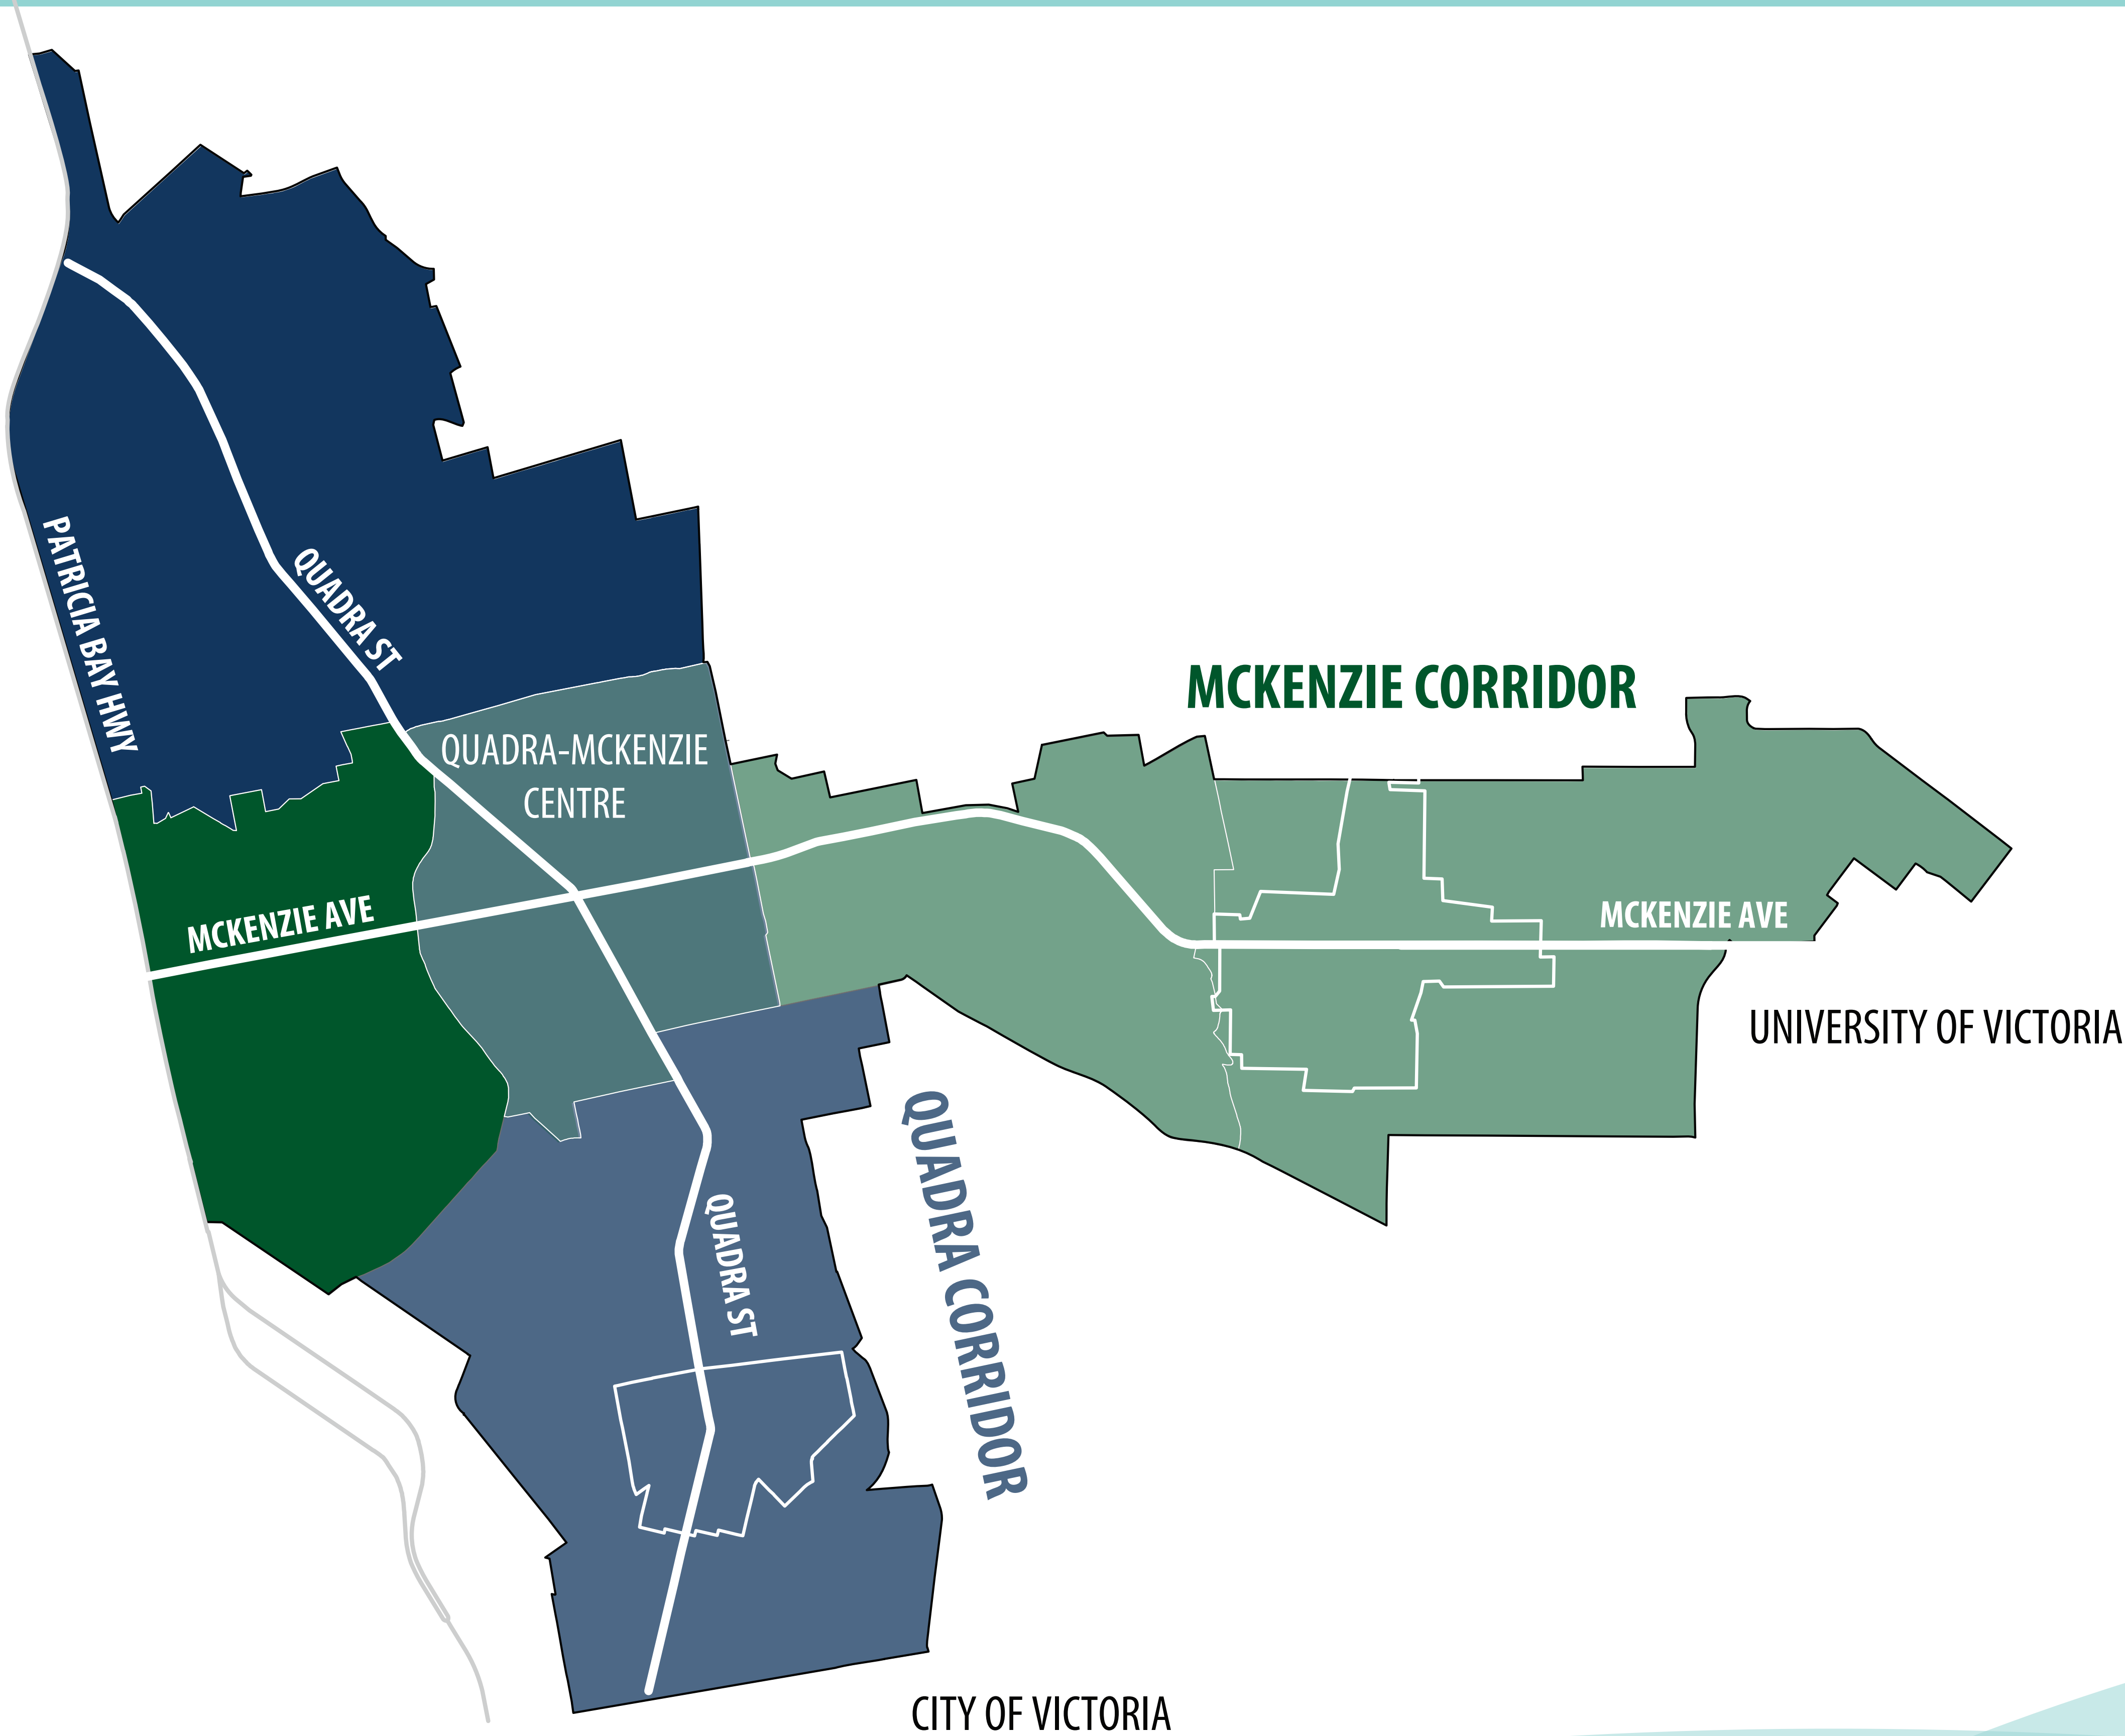 PATRICIA BAY HWY
QUADRA ST
MCKENZIE CORRIDOR
QUADRA-MCKENZIE
CENTRE
MCKENZIE AVE
MCKENZIE AVE
UNIVERSITY OF VICTORIA
QUADRA CORRIDOR
QUADRA ST
CITY OF VICTORIA